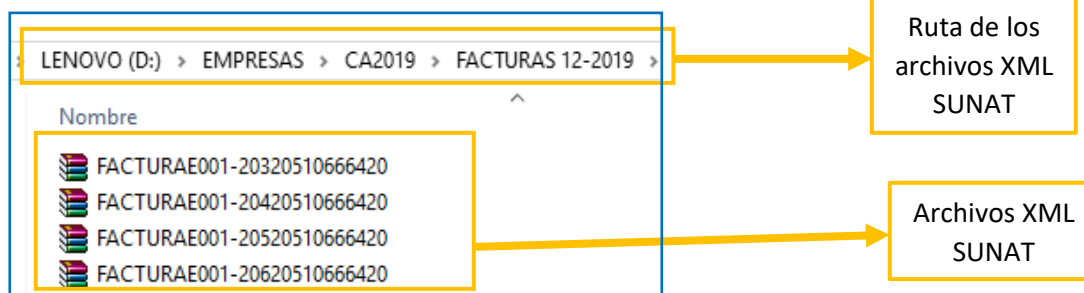 LENOVO (D:) > EMPRESAS > CA2019 > FACTURAS 12-2019 >
Ruta de los
archivos XML
SUNAT
Nombre
FACTURAE001-20320510666420
FACTURAE001-20420510666420
FACTURAE001-20520510666420
FACTURAE001-20620510666420
Archivos XML
SUNAT